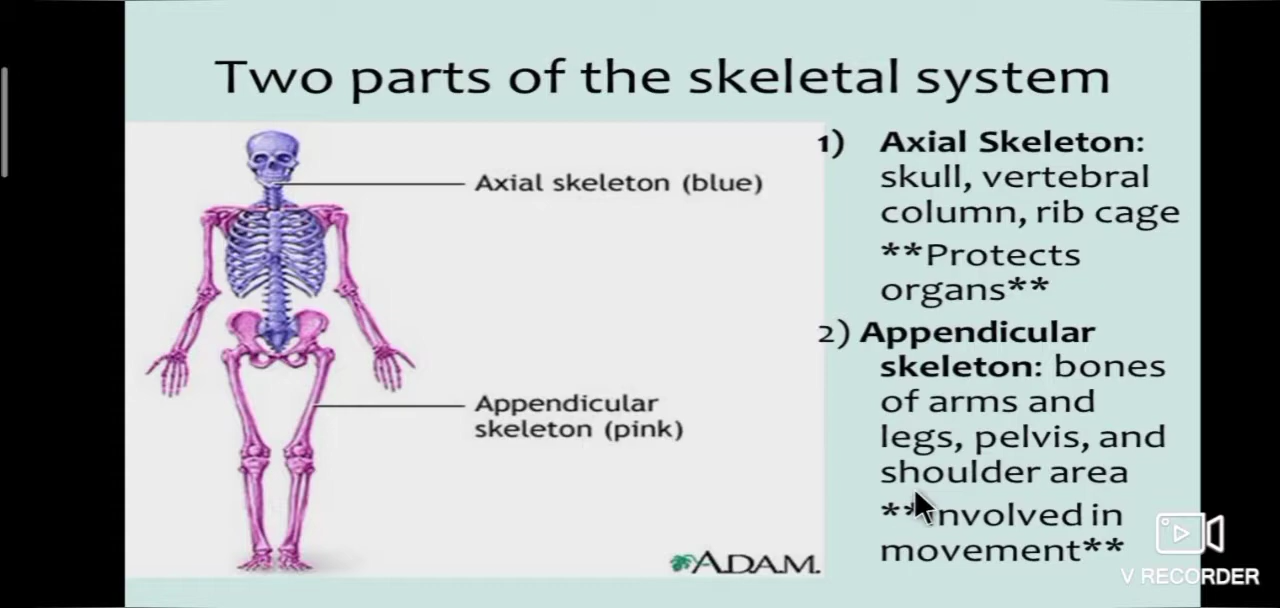 Two parts of the skeletal system
Axial skeleton (blue)
Appendicular
skeleton (pink)
A.D.A.M.
1) Axial Skeleton:
skull, vertebral
column, rib cage
**Protects
organs**
2) Appendicular
skeleton: bones
of arms and
legs, pelvis, and
shoulder area
**Involved in
movement**
V RECORDER